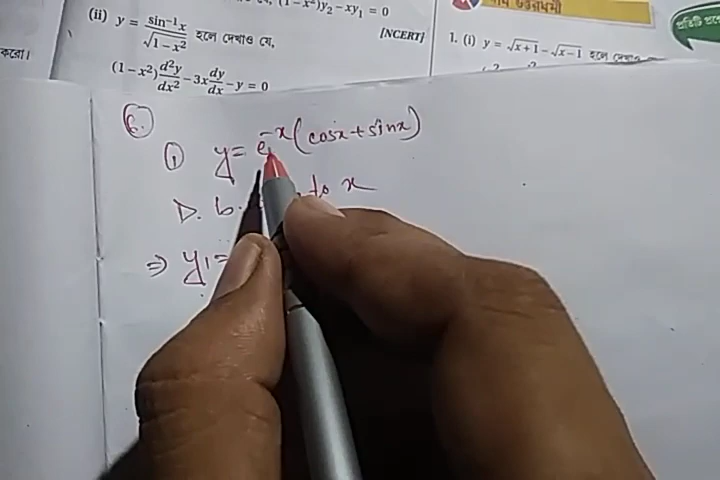 (1-x²)y₂ - xy₁ = 0
(ii) y = sin⁻¹x / √(1-x²) হলে দেখাও যে,
[NCERT]
(1-x²) d²y/dx² - 3x dy/dx - y = 0
করো।
1. (i) y = √(x+1) - √(x-1) হলে
6.
(i) y = e⁻ˣ(cosx + sinx)
D. b. to x
⇒ y₁ =